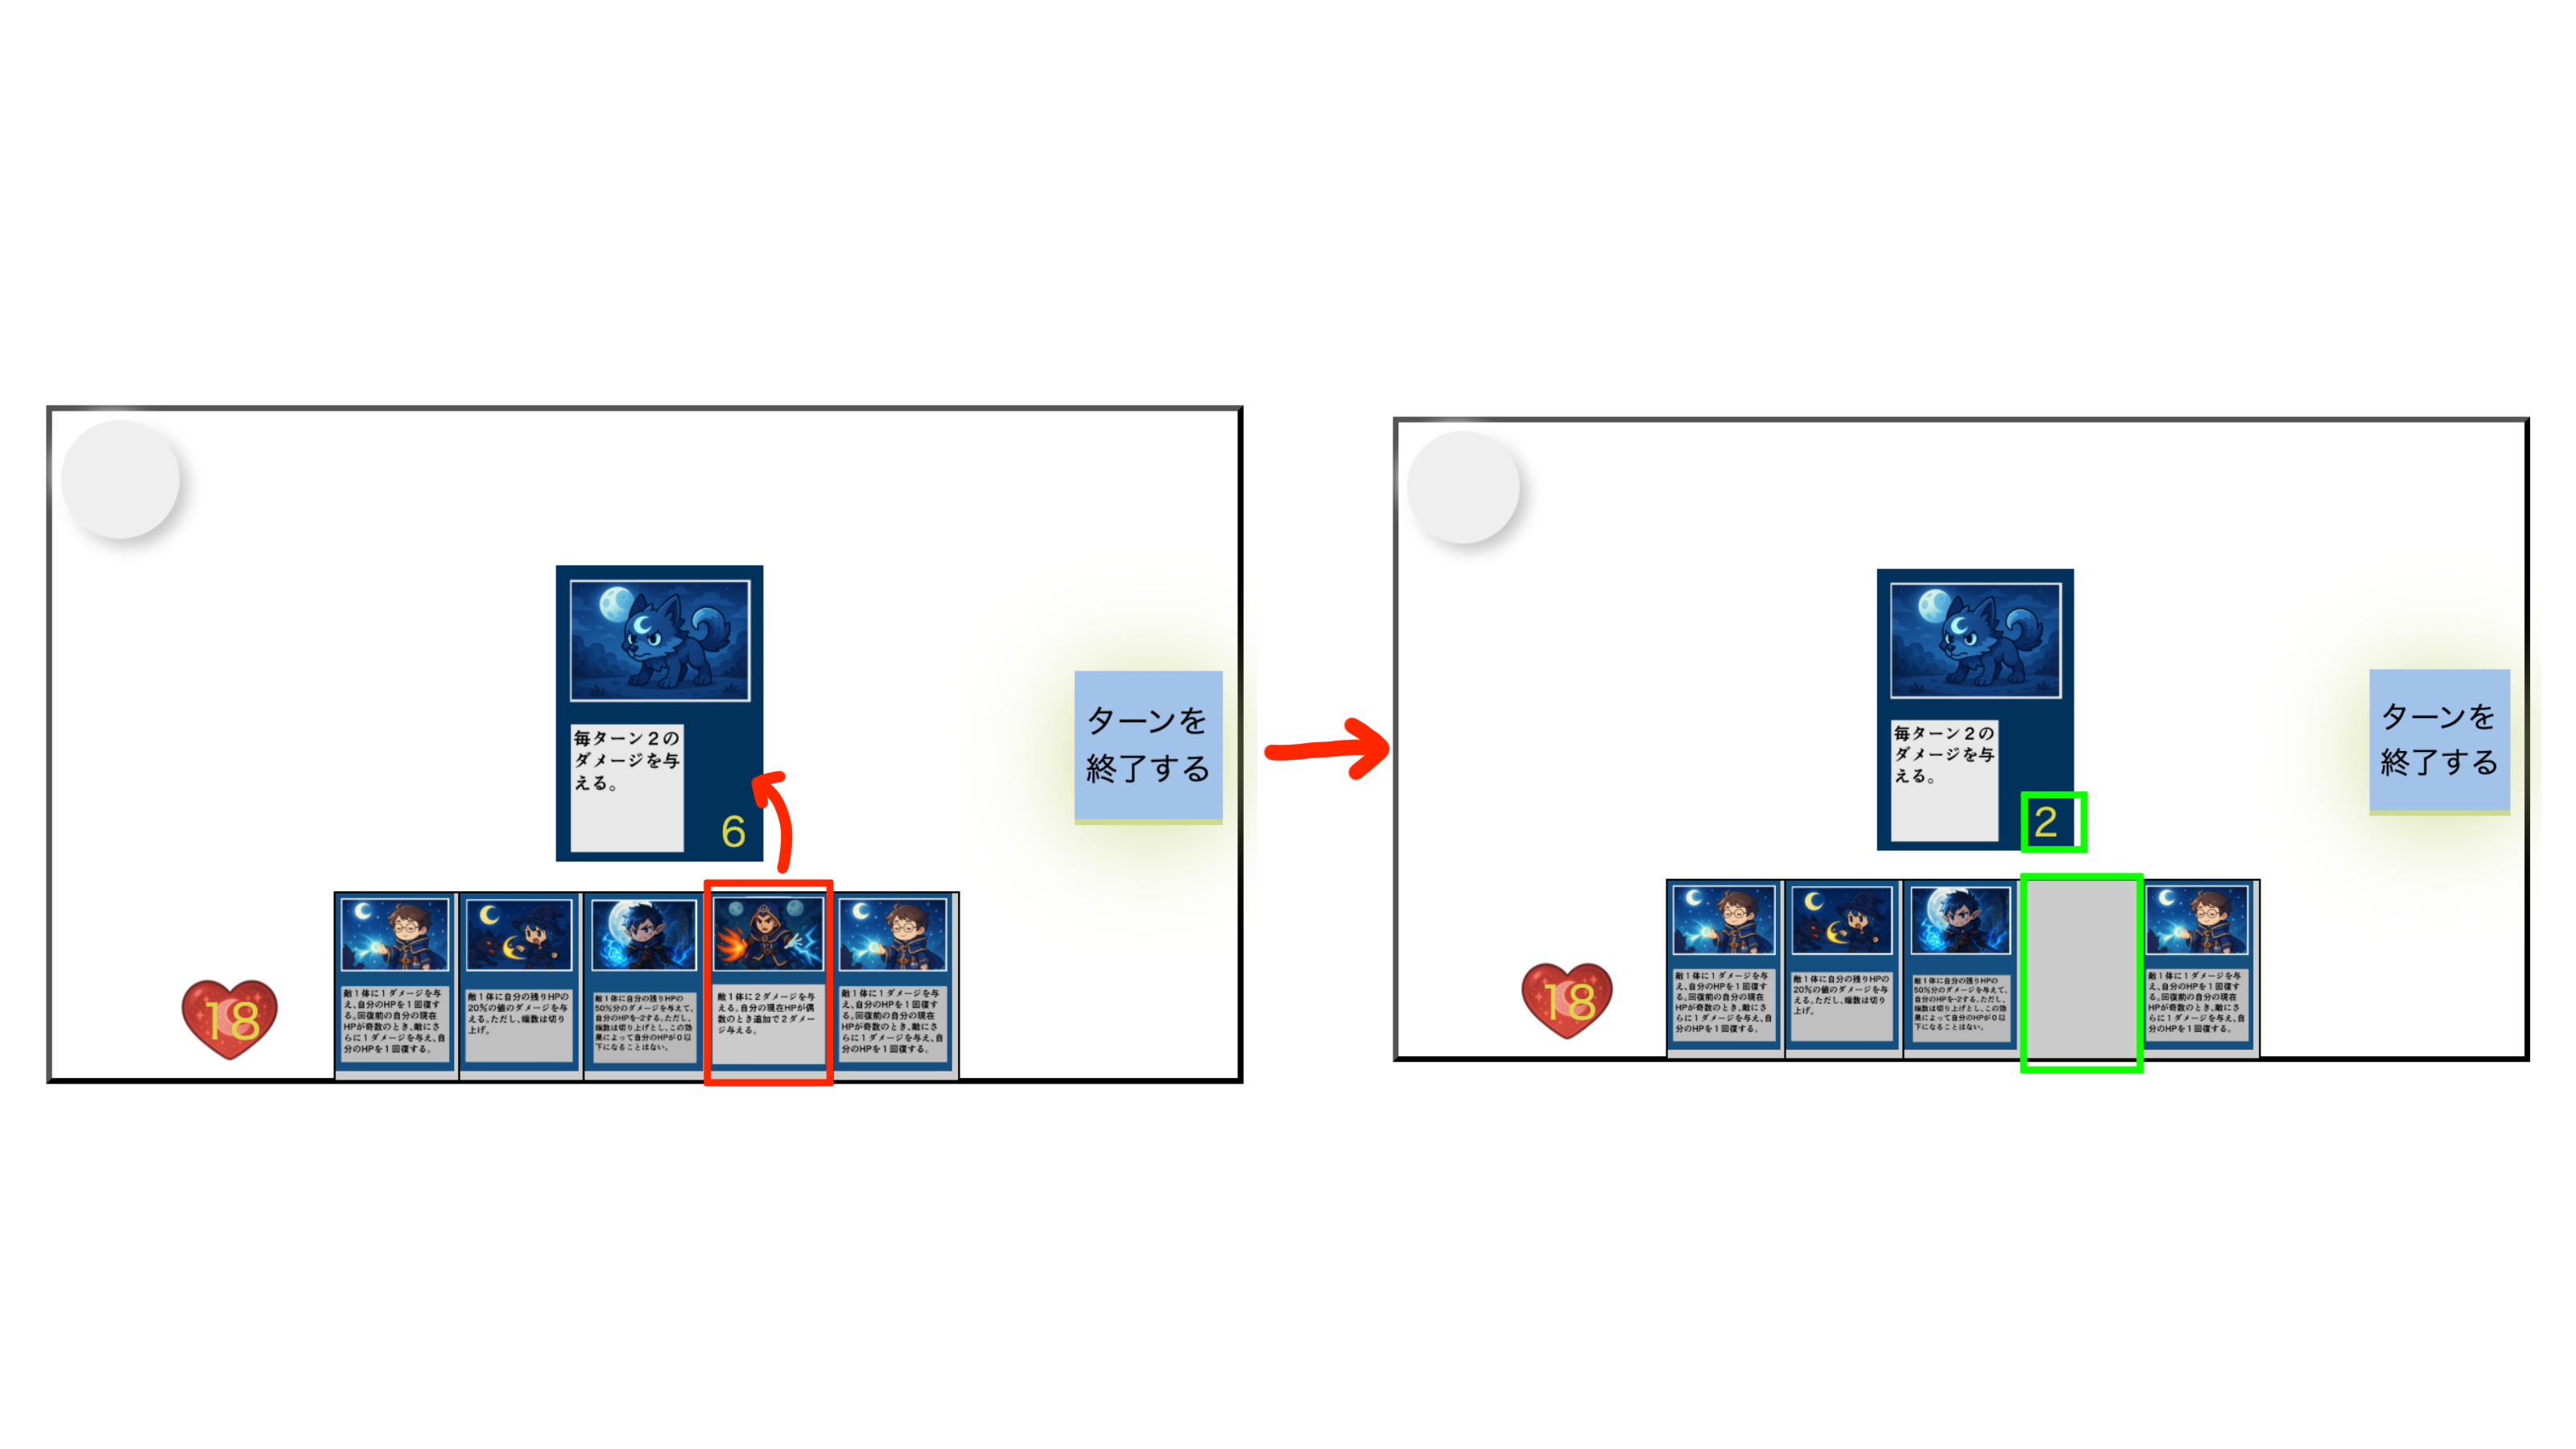 毎ターン２の
ダメージを与
える。
6
ターンを
終了する
18
敵１体に１ダメージを与
え、自分のHPを１回復す
る。回復前の自分の現在
HPが奇数のとき、敵にさ
らに１ダメージを与え、自
分のHPを１回復する。
敵１体に自分の残りHPの
20%の値のダメージを与
える。ただし、端数は切り
上げ。
敵１体に自分の残りHPの
50%分のダメージを与えて、
自分のHPを-2する。ただし、
端数は切り上げとし、この効
果によって自分のHPが０以
下になることはない。
敵１体に２ダメージを与
える。自分の現在HPが偶
数のとき追加で２ダメー
ジ与える。
敵１体に１ダメージを与
え、自分のHPを１回復す
る。回復前の自分の現在
HPが奇数のとき、敵にさ
らに１ダメージを与え、自
分のHPを１回復する。
毎ターン２の
ダメージを与
える。
2
ターンを
終了する
18
敵１体に１ダメージを与
え、自分のHPを１回復す
る。回復前の自分の現在
HPが奇数のとき、敵にさ
らに１ダメージを与え、自
分のHPを１回復する。
敵１体に自分の残りHPの
20%の値のダメージを与
える。ただし、端数は切り
上げ。
敵１体に自分の残りHPの
50%分のダメージを与えて、
自分のHPを-2する。ただし、
端数は切り上げとし、この効
果によって自分のHPが０以
下になることはない。
敵１体に１ダメージを与
え、自分のHPを１回復す
る。回復前の自分の現在
HPが奇数のとき、敵にさ
らに１ダメージを与え、自
分のHPを１回復する。